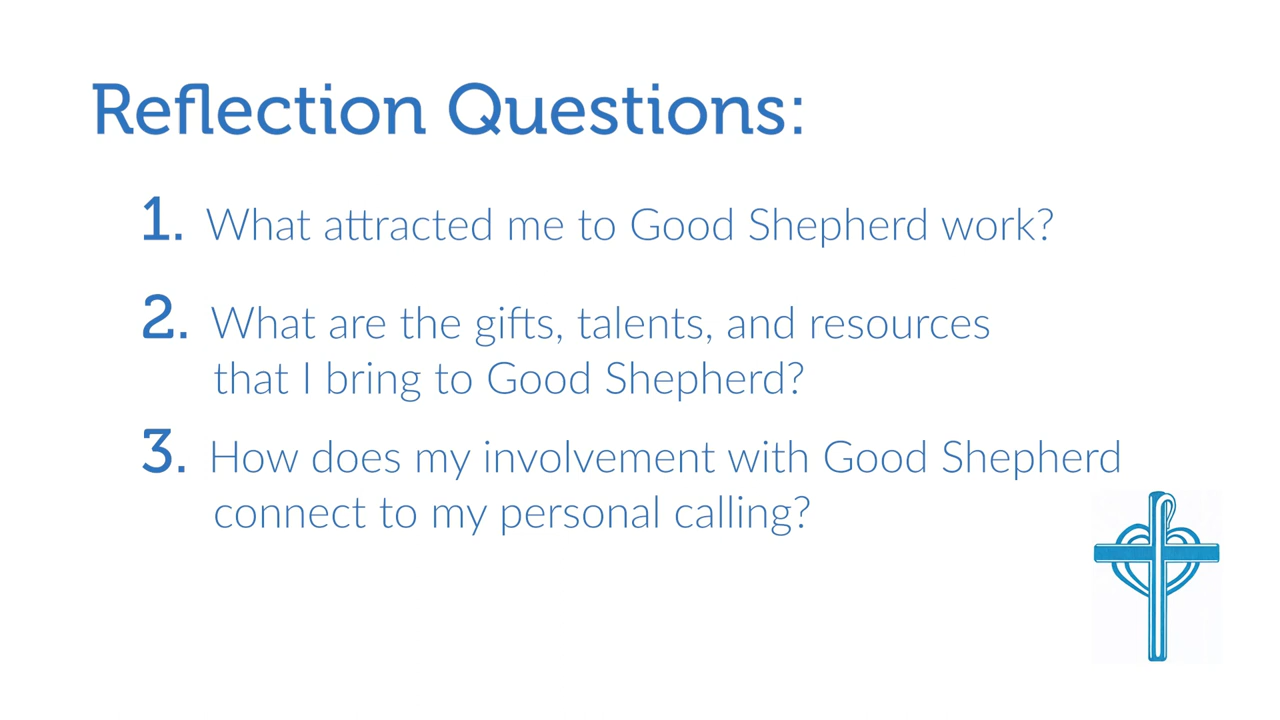 Reflection Questions:
1. What attracted me to Good Shepherd work?
2. What are the gifts, talents, and resources
that I bring to Good Shepherd?
3. How does my involvement with Good Shepherd
connect to my personal calling?